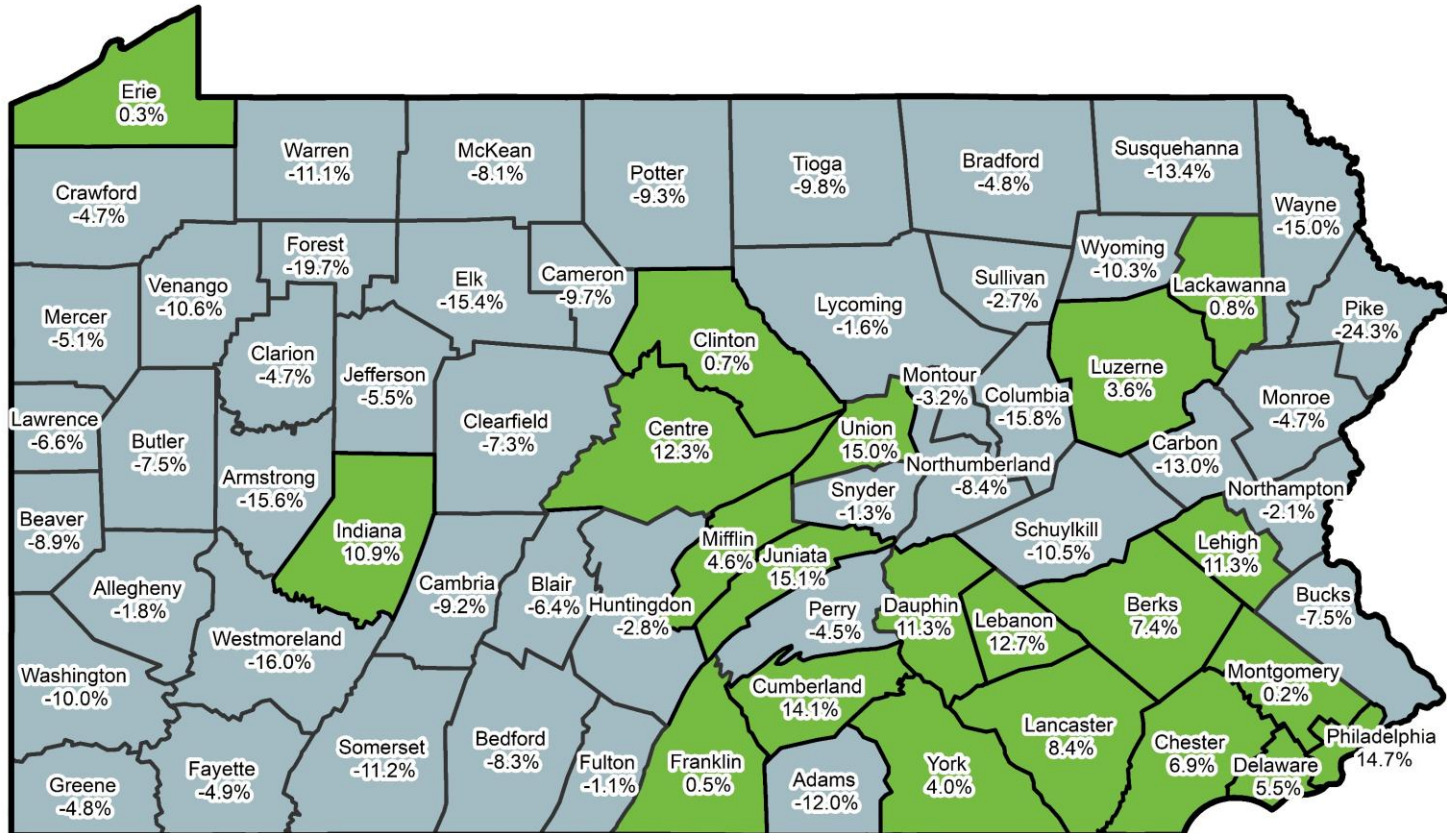 Erie
0.3%
Warren
-11.1%
McKean
-8.1%
Potter
-9.3%
Tioga
-9.8%
Bradford
-4.8%
Susquehanna
-13.4%
Wayne
-15.0%
Crawford
-4.7%
Forest
-19.7%
Venango
-10.6%
Elk
-15.4%
Cameron
-9.7%
Sullivan
-2.7%
Wyoming
-10.3%
Lackawanna
0.8%
Pike
-24.3%
Mercer
-5.1%
Clarion
-4.7%
Jefferson
-5.5%
Clinton
0.7%
Lycoming
-1.6%
Luzerne
3.6%
Lawrence
-6.6%
Butler
-7.5%
Clearfield
-7.3%
Centre
12.3%
Union
15.0%
Montour
-3.2%
Columbia
-15.8%
Monroe
-4.7%
Carbon
-13.0%
Armstrong
-15.6%
Northumberland
-8.4%
Snyder
-1.3%
Northampton
-2.1%
Beaver
-8.9%
Indiana
10.9%
Mifflin
4.6%
Juniata
15.1%
Schuylkill
-10.5%
Lehigh
11.3%
Allegheny
-1.8%
Cambria
-9.2%
Blair
-6.4%
Huntingdon
-2.8%
Perry
-4.5%
Dauphin
11.3%
Lebanon
12.7%
Berks
7.4%
Bucks
-7.5%
Westmoreland
-16.0%
Washington
-10.0%
Cumberland
14.1%
Montgomery
0.2%
Lancaster
8.4%
Chester
6.9%
Philadelphia
14.7%
Delaware
5.5%
Greene
-4.8%
Fayette
-4.9%
Somerset
-11.2%
Bedford
-8.3%
Fulton
-1.1%
Franklin
0.5%
Adams
-12.0%
York
4.0%